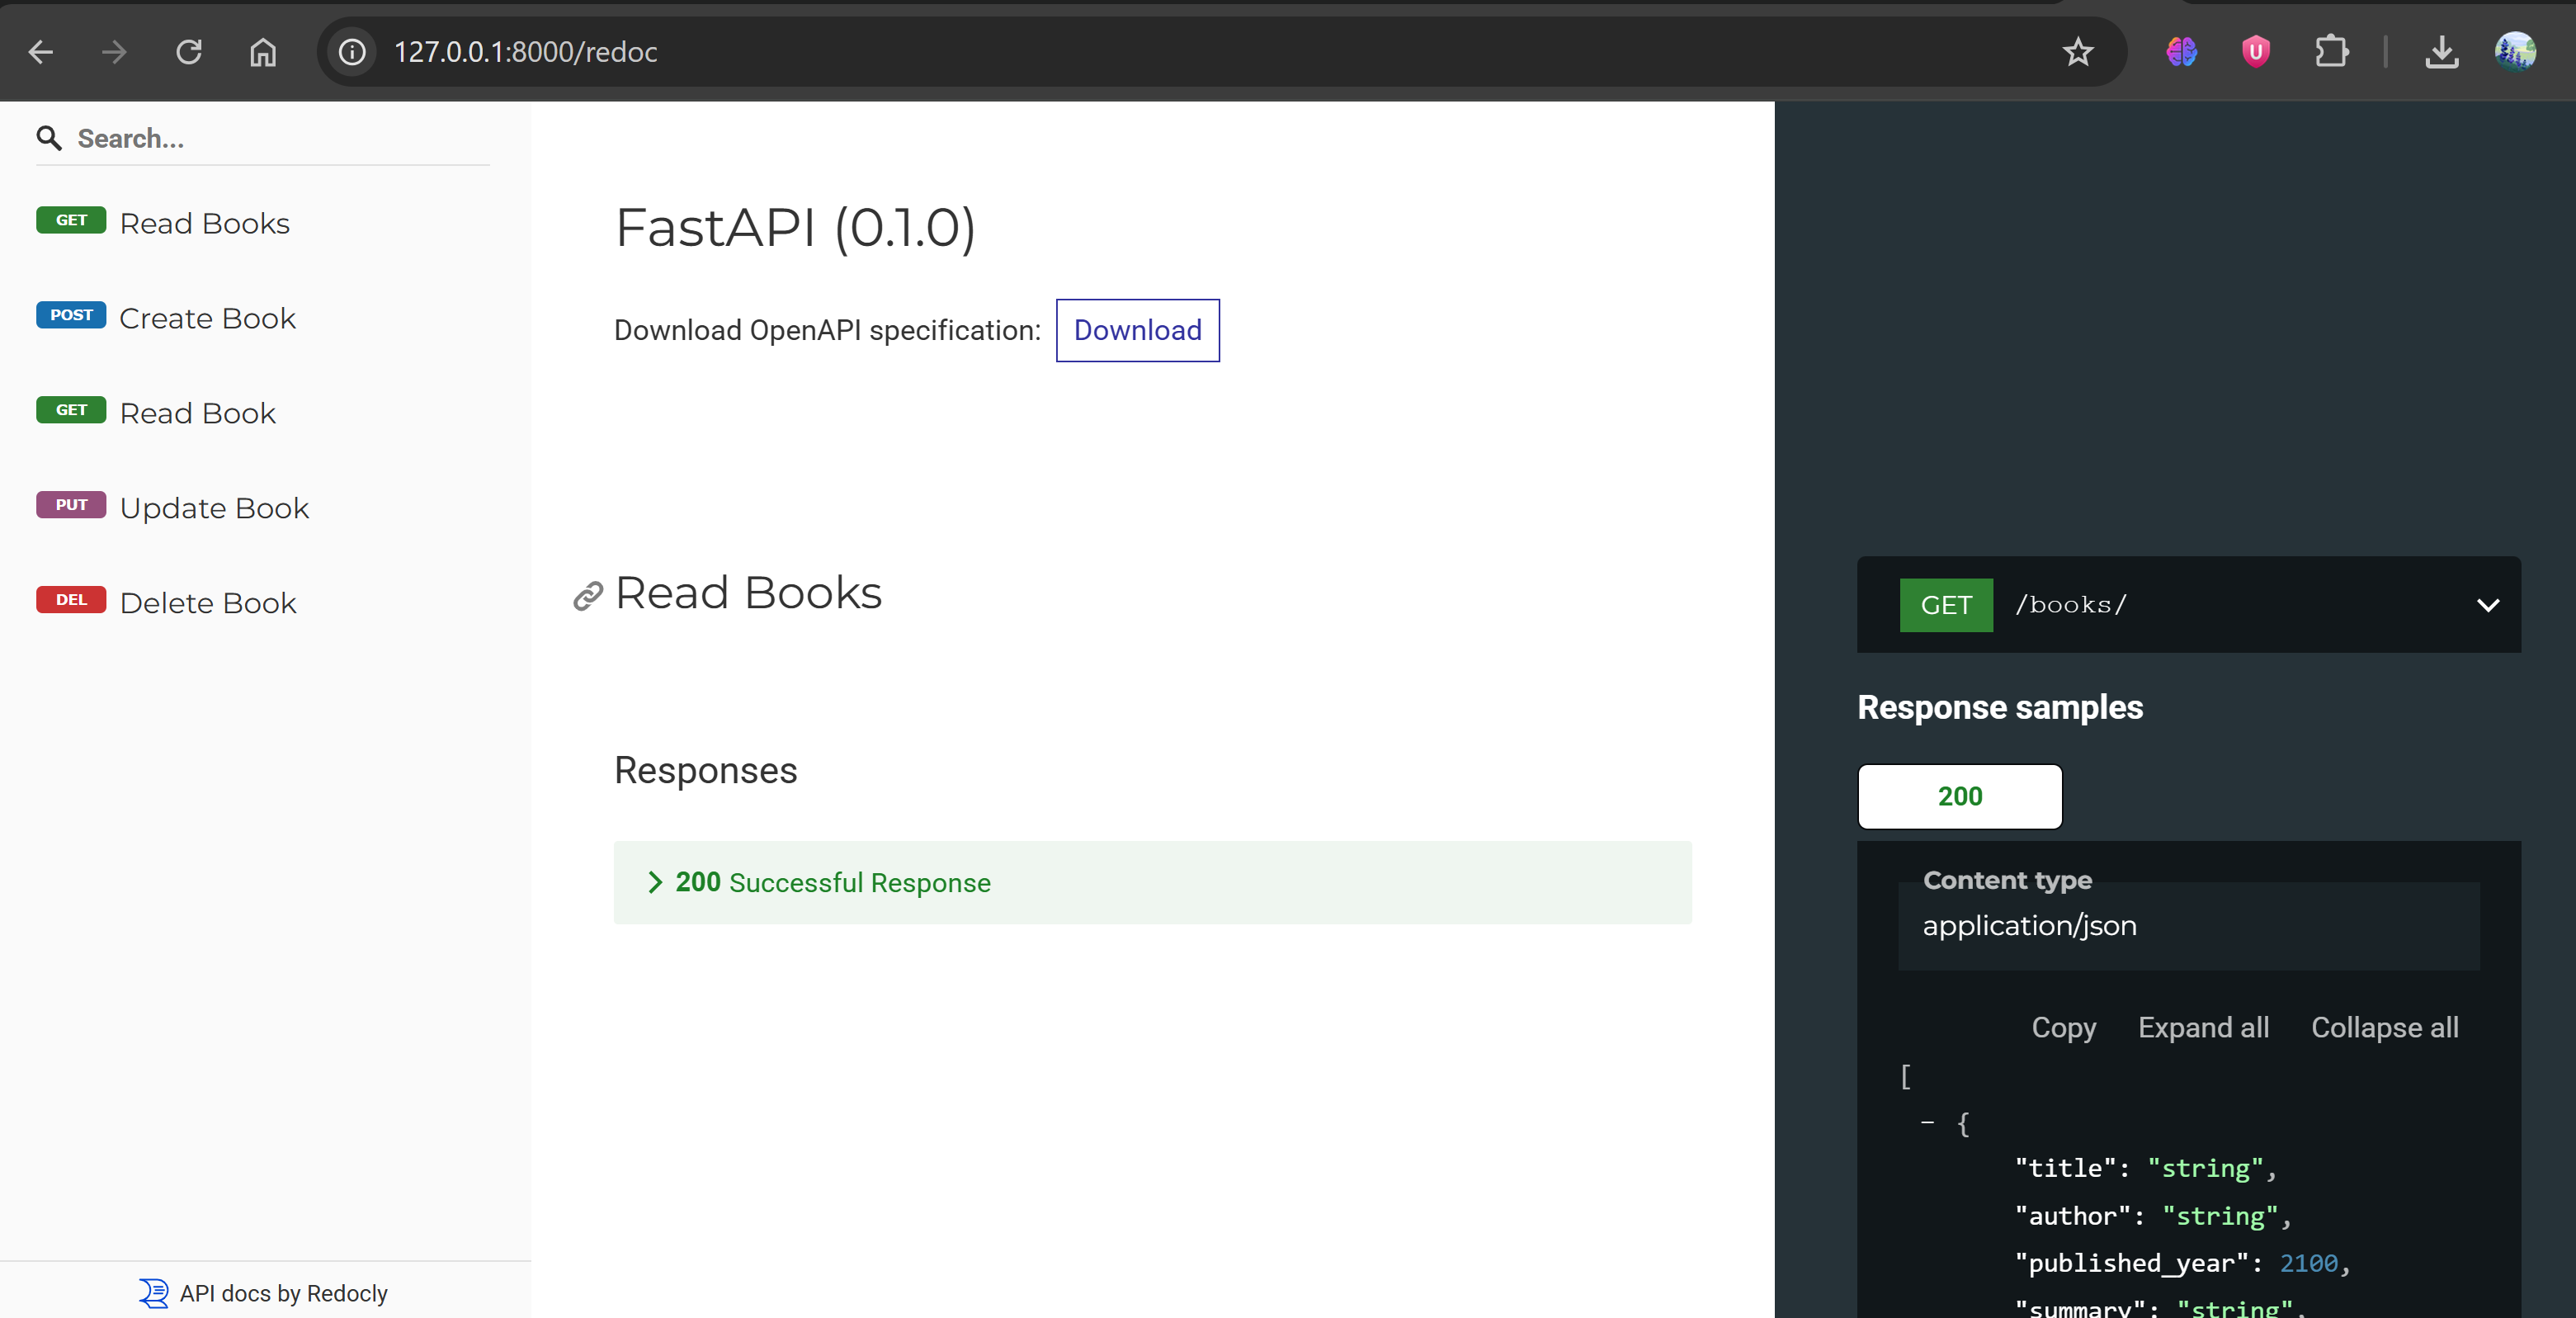 127.0.0.1:8000/redoc
Search...
GET Read Books
POST Create Book
GET Read Book
PUT Update Book
DEL Delete Book
API docs by Redocly
FastAPI (0.1.0)
Download OpenAPI specification: Download
Read Books
Responses
200 Successful Response
GET /books/
Response samples
200
Content type
application/json
Copy Expand all Collapse all
[
- {
"title": "string",
"author": "string",
"published_year": 2100,
"summary": "string",